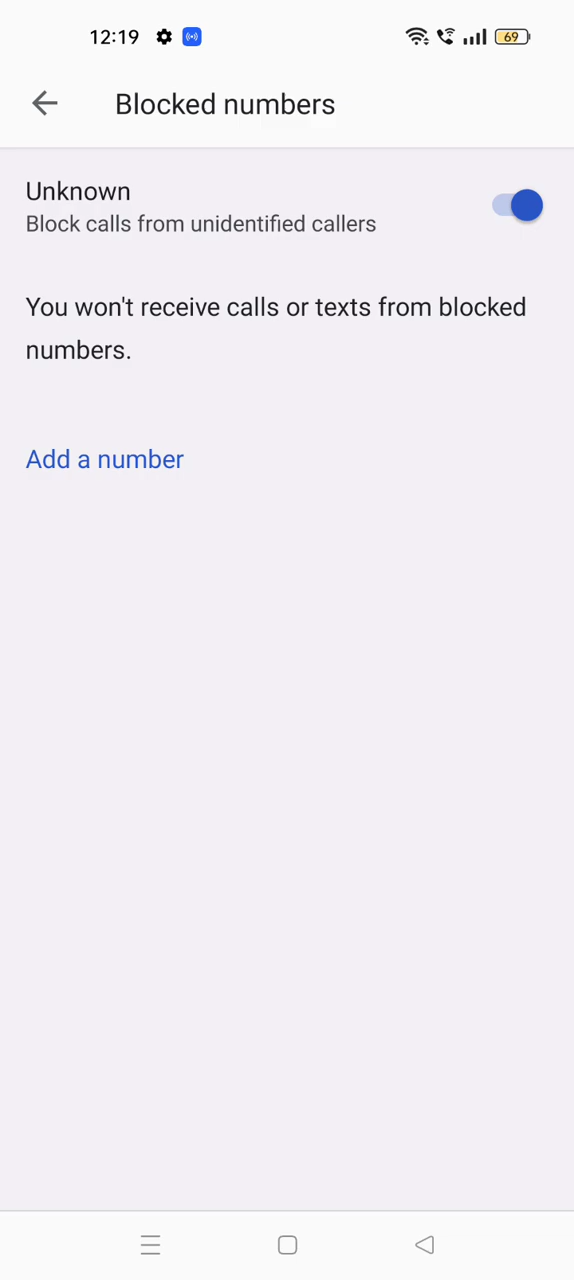 12:19
69
Blocked numbers
Unknown
Block calls from unidentified callers
You won't receive calls or texts from blocked
numbers.
Add a number